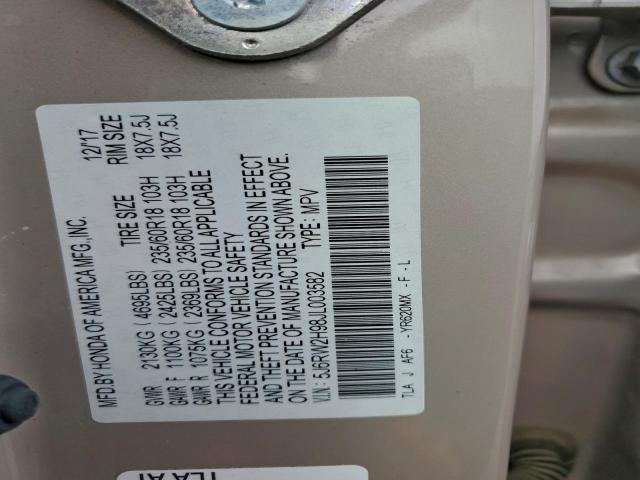 MFD.BY HONDA OF AMERICA MFG.,INC. 12/17
TIRE SIZE RIM SIZE
GVWR 2130KG (4695LBS)
GAWR F 1100KG (2425LBS) 235/60R18 103H 18X7.5J
GAWR R 1075KG (2369LBS) 235/60R18 103H 18X7.5J
THIS VEHICLE CONFORMS TO ALL APPLICABLE
FEDERAL MOTOR VEHICLE SAFETY
AND THEFT PREVENTION STANDARDS IN EFFECT
ON THE DATE OF MANUFACTURE SHOWN ABOVE.
V.I.N.: 5J6RW2H93JL003562 TYPE: MPV
TLA J AF6 -YR620MX -F-L